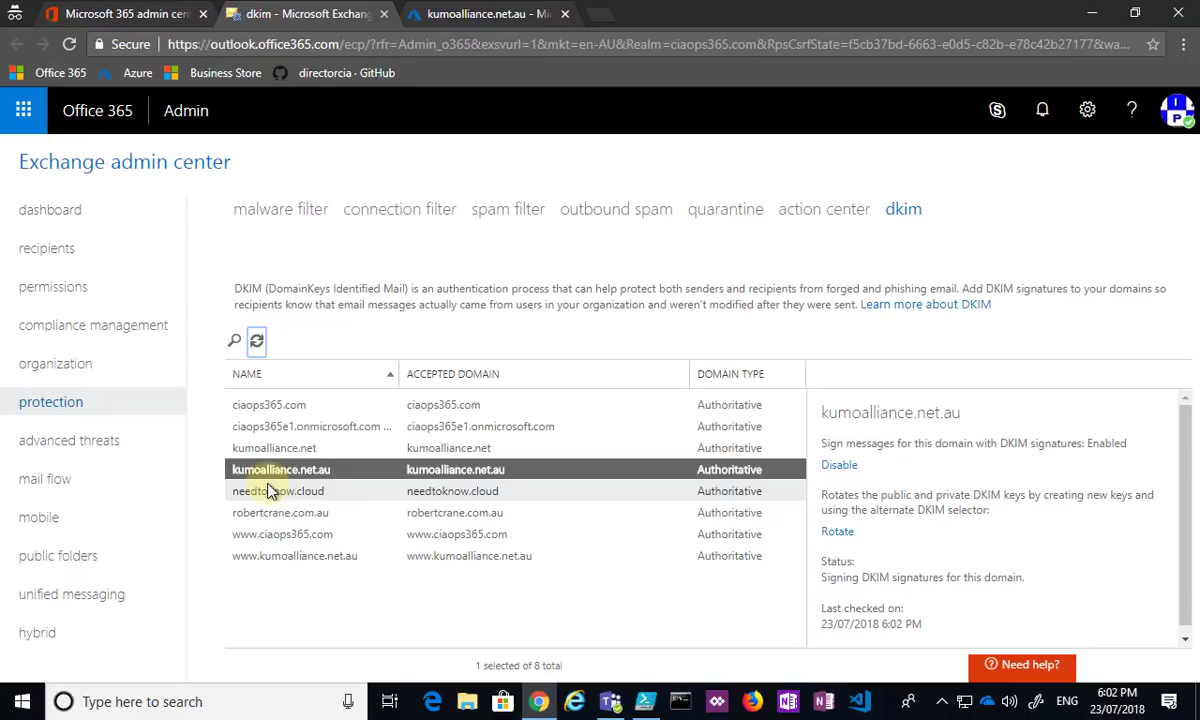 Microsoft 365 admin cen
dkim - Microsoft Exchang
kumoalliance.net.au - Mi
Secure
https://outlook.office365.com/ecp/?rfr=Admin_o365&exsvurl=1&mkt=en-AU&Realm=ciaops365.com&RpsCsrfState=f5cb37bd-6663-e0d5-c82b-e78c42b27177&wa...
Office 365
Azure
Business Store
directorcia · GitHub
Office 365
Admin
I
P
Exchange admin center
dashboard
recipients
permissions
compliance management
organization
protection
advanced threats
mail flow
mobile
public folders
unified messaging
hybrid
malware filter
connection filter
spam filter
outbound spam
quarantine
action center
dkim
DKIM (DomainKeys Identified Mail) is an authentication process that can help protect both senders and recipients from forged and phishing email. Add DKIM signatures to your domains so
recipients know that email messages actually came from users in your organization and weren't modified after they were sent. Learn more about DKIM
NAME ACCEPTED DOMAIN DOMAIN TYPE
ciaops365.com ciaops365.com Authoritative
ciaops365e1.onmicrosoft.com ... ciaops365e1.onmicrosoft.com Authoritative
kumoalliance.net kumoalliance.net Authoritative
kumoalliance.net.au kumoalliance.net.au Authoritative
needtoknow.cloud needtoknow.cloud Authoritative
robertcrane.com.au robertcrane.com.au Authoritative
www.ciaops365.com www.ciaops365.com Authoritative
www.kumoalliance.net.au www.kumoalliance.net.au Authoritative
1 selected of 8 total
kumoalliance.net.au
Sign messages for this domain with DKIM signatures: Enabled
Disable
Rotates the public and private DKIM keys by creating new keys and
using the alternate DKIM selector:
Rotate
Status:
Signing DKIM signatures for this domain.
Last checked on:
23/07/2018 6:02 PM
Need help?
Type here to search
ENG
6:02 PM
23/07/2018